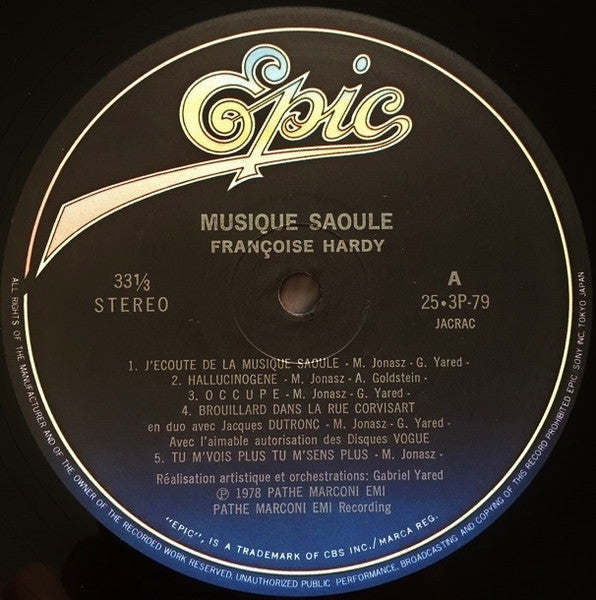 Epic
MUSIQUE SAOULE
FRANÇOISE HARDY
33⅓
STEREO
A
25•3P-79
JACRAC
1. J'ECOUTE DE LA MUSIQUE SAOULE - M. Jonasz - G. Yared -
2. HALLUCINOGENE - M. Jonasz - A. Goldstein -
3. OCCUPE - M. Jonasz - G. Yared -
4. BROUILLARD DANS LA RUE CORVISART
en duo avec Jacques DUTRONC - M. Jonasz - G. Yared -
Avec l'aimable autorisation des Disques VOGUE
5. TU M'VOIS PLUS TU M'SENS PLUS - M. Jonasz -
Réalisation artistique et orchestrations: Gabriel Yared
Ⓟ 1978 PATHE MARCONI EMI
PATHE MARCONI EMI Recording
"EPIC", IS A TRADEMARK OF CBS INC./MARCA REG.
ALL RIGHTS OF THE MANUFACTURER AND OF THE OWNER OF THE RECORDED WORK RESERVED. UNAUTHORIZED PUBLIC PERFORMANCE, BROADCASTING AND COPYING OF THIS RECORD PROHIBITED EPIC SONY INC. TOKYO JAPAN